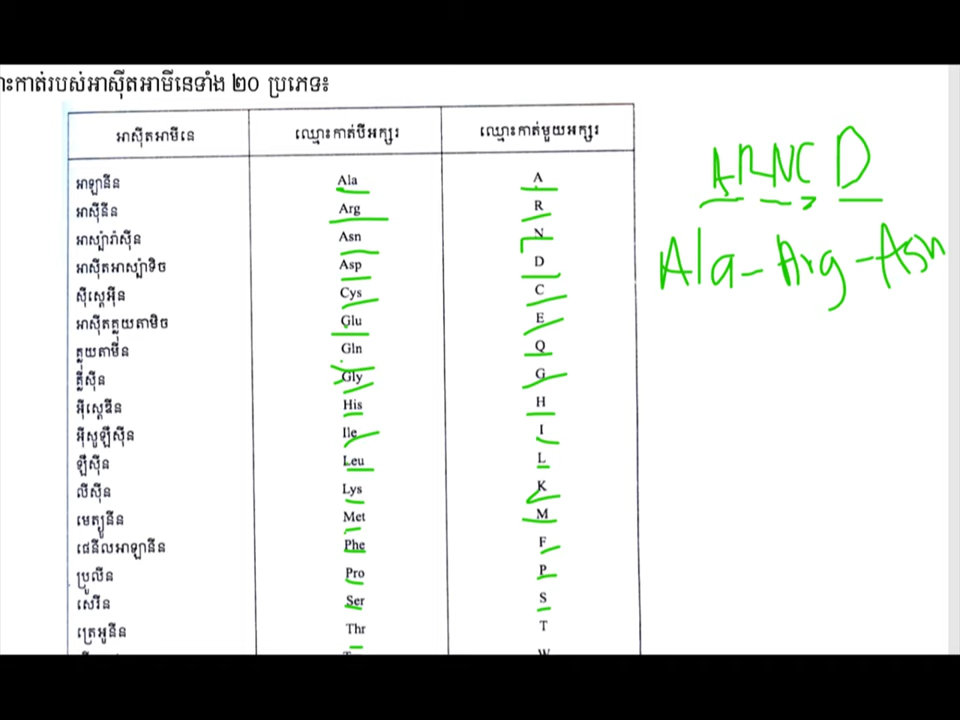 ោះកាត់របស់អាស៊ីតអាមីនេទាំង ២០ ប្រភេទ៖
អាស៊ីតអាមីនេ ឈ្មោះកាត់បីអក្សរ ឈ្មោះកាត់មួយអក្សរ
អាឡានីន Ala A
អាស៊ីនីន Arg R
អាស្ប៉ារ៉ាស៊ីន Asn N
អាស៊ីតអាស្ប៉ាទិច Asp D
ស៊ីស្តេអ៊ីន Cys C
អាស៊ីតគ្លុយតាមិច Glu E
គ្លុយតាមីន Gln Q
គ្លីស៊ីន Gly G
អ៊ីស្តេឌីន His H
អ៊ីសូឡឺស៊ីន Ile I
ឡឺស៊ីន Leu L
លីស៊ីន Lys K
មេត្យូនីន Met M
ផេនីលអាឡានីន Phe F
ប្រូលីន Pro P
សេរីន Ser S
ត្រេអូនីន Thr T
W
ARNCD
Ala-Arg-Asn